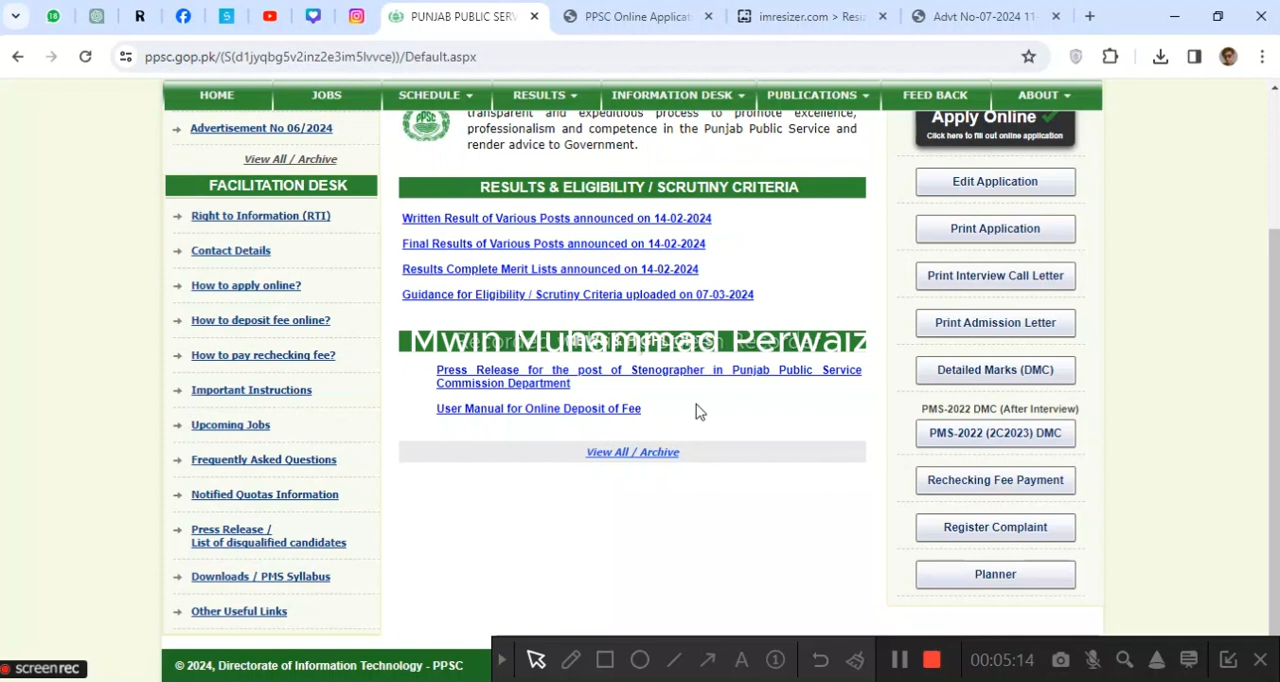 PUNJAB PUBLIC SERV
PPSC Online Applicat
imresizer.com > Resiz
Advt No-07-2024 11-
18
ppsc.gop.pk/(S(d1jyqbg5v2inz2e3im5lvvce))/Default.aspx
HOME
JOBS
SCHEDULE
RESULTS
INFORMATION DESK
PUBLICATIONS
FEED BACK
ABOUT
Advertisement No 06/2024
View All / Archive
FACILITATION DESK
Right to Information (RTI)
Contact Details
How to apply online?
How to deposit fee online?
How to pay rechecking fee?
Important Instructions
Upcoming Jobs
Frequently Asked Questions
Notified Quotas Information
Press Release /
List of disqualified candidates
Downloads / PMS Syllabus
Other Useful Links
PPSC
transparent and expeditious process to promote excellence,
professionalism and competence in the Punjab Public Service and
render advice to Government.
RESULTS & ELIGIBILITY / SCRUTINY CRITERIA
Written Result of Various Posts announced on 14-02-2024
Final Results of Various Posts announced on 14-02-2024
Results Complete Merit Lists announced on 14-02-2024
Guidance for Eligibility / Scrutiny Criteria uploaded on 07-03-2024
Mwin Muhammad Perwaiz
Press Release for the post of Stenographer in Punjab Public Service
Commission Department
User Manual for Online Deposit of Fee
View All / Archive
Apply Online
Click here to fill out online application
Edit Application
Print Application
Print Interview Call Letter
Print Admission Letter
Detailed Marks (DMC)
PMS-2022 DMC (After Interview)
PMS-2022 (2C2023) DMC
Rechecking Fee Payment
Register Complaint
Planner
© 2024, Directorate of Information Technology - PPSC
screenrec
00:05:14